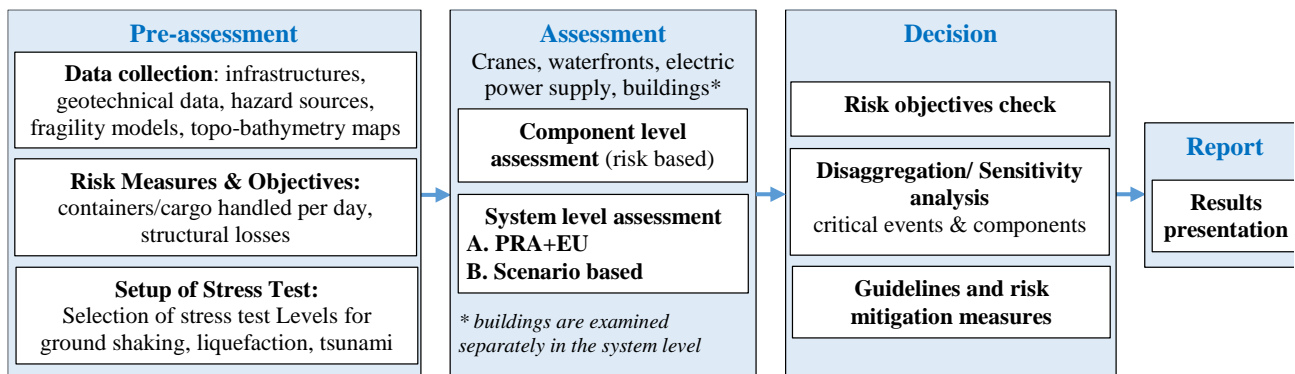 Pre-assessment
Data collection: infrastructures,
geotechnical data, hazard sources,
fragility models, topo-bathymetry maps
Risk Measures & Objectives:
containers/cargo handled per day,
structural losses
Setup of Stress Test:
Selection of stress test Levels for
ground shaking, liquefaction, tsunami
Assessment
Cranes, waterfronts, electric
power supply, buildings*
Component level
assessment (risk based)
System level assessment
A. PRA+EU
B. Scenario based
* buildings are examined
separately in the system level
Decision
Risk objectives check
Disaggregation/ Sensitivity
analysis
critical events & components
Guidelines and risk
mitigation measures
Report
Results
presentation